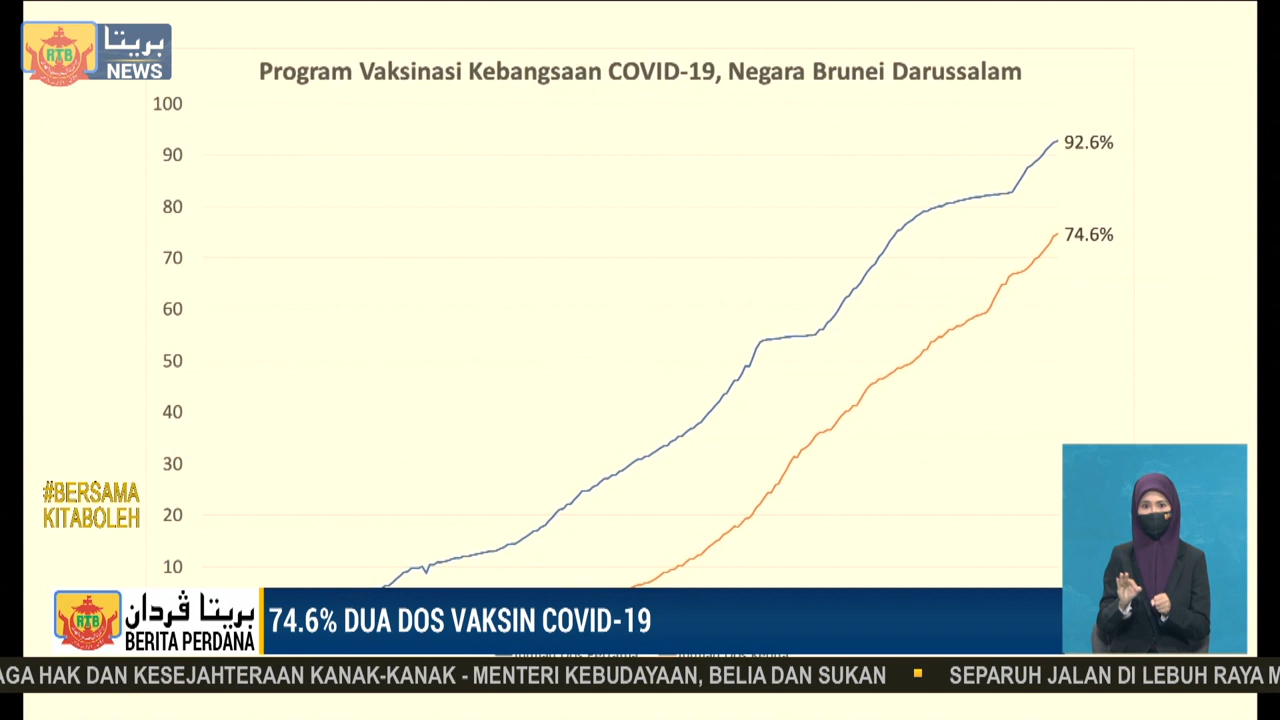 بريتا
RTB
NEWS
Program Vaksinasi Kebangsaan COVID-19, Negara Brunei Darussalam
100
90
80
70
60
50
40
30
20
10
92.6%
74.6%
#BERSAMA
KITABOLEH
RTB
بريتا ڤردان
BERITA PERDANA
74.6% DUA DOS VAKSIN COVID-19
AGA HAK DAN KESEJAHTERAAN KANAK-KANAK - MENTERI KEBUDAYAAN, BELIA DAN SUKAN ▪ SEPARUH JALAN DI LEBUH RAYA M